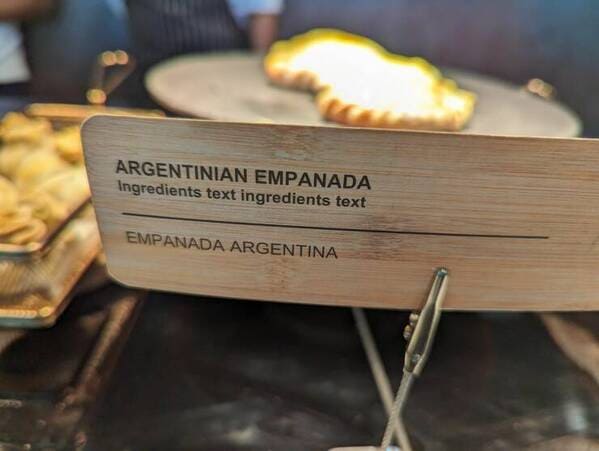 ARGENTINIAN EMPANADA
Ingredients text ingredients text
EMPANADA ARGENTINA